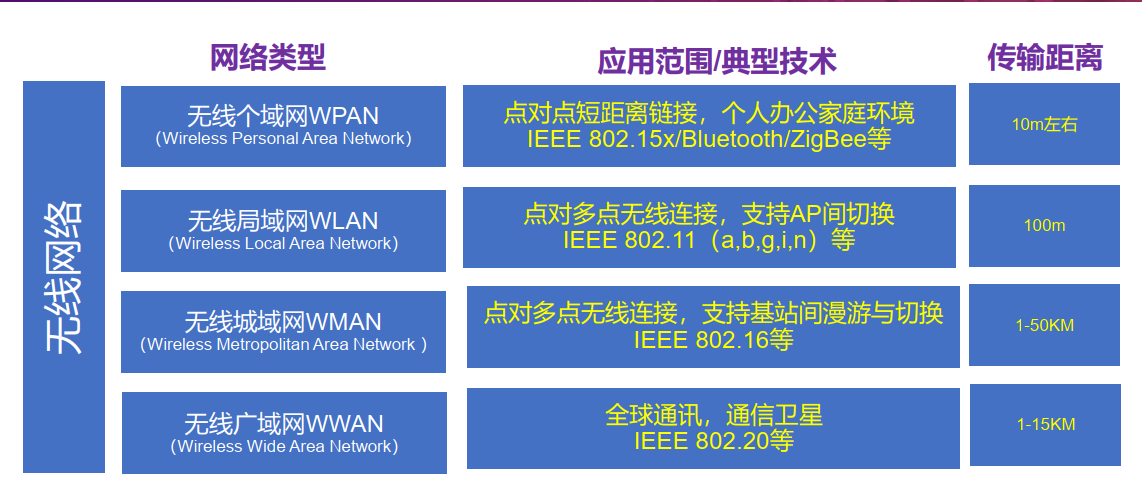 网络类型
应用范围/典型技术
传输距离
无线网络
无线个域网WPAN
（Wireless Personal Area Network）
点对点短距离链接，个人办公家庭环境
IEEE 802.15x/Bluetooth/ZigBee等
10m左右
无线局域网WLAN
（Wireless Local Area Network）
点对多点无线连接，支持AP间切换
IEEE 802.11（a,b,g,i,n）等
100m
无线城域网WMAN
（Wireless Metropolitan Area Network ）
点对多点无线连接，支持基站间漫游与切换
IEEE 802.16等
1-50KM
无线广域网WWAN
（Wireless Wide Area Network）
全球通讯，通信卫星
IEEE 802.20等
1-15KM